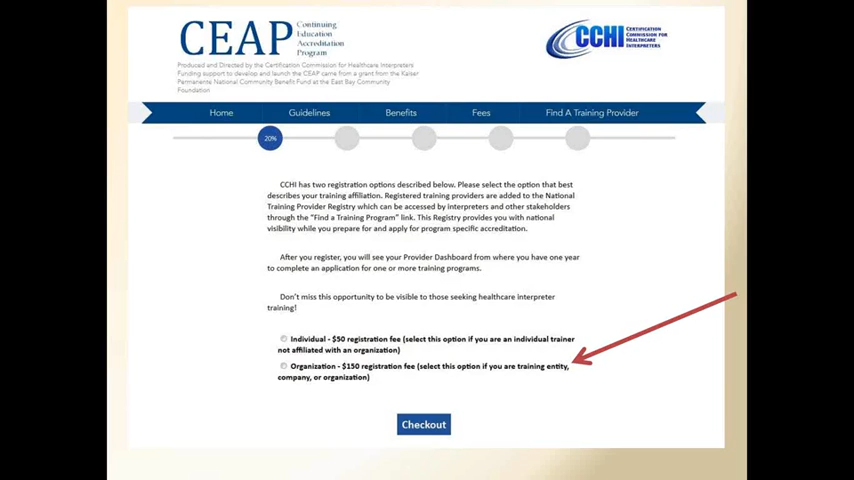 CEAP
Continuing
Education
Accreditation
Program
CCHI
CERTIFICATION
COMMISSION FOR
HEALTHCARE
INTERPRETERS
Produced and Directed by the Certification Commission for Healthcare Interpreters
Funding support to develop and launch the CEAP came from a grant from the Kaiser
Permanente National Community Benefit Fund at the East Bay Community
Foundation
Home Guidelines Benefits Fees Find A Training Provider
20%
CCHI has two registration options described below. Please select the option that best
describes your training affiliation. Registered training providers are added to the National
Training Provider Registry which can be accessed by interpreters and other stakeholders
through the "Find a Training Program" link. This Registry provides you with national
visibility while you prepare for and apply for program specific accreditation.
After you register, you will see your Provider Dashboard from where you have one year
to complete an application for one or more training programs.
Don't miss this opportunity to be visible to those seeking healthcare interpreter
training!
Individual - $50 registration fee (select this option if you are an individual trainer
not affiliated with an organization)
Organization - $150 registration fee (select this option if you are training entity,
company, or organization)
Checkout